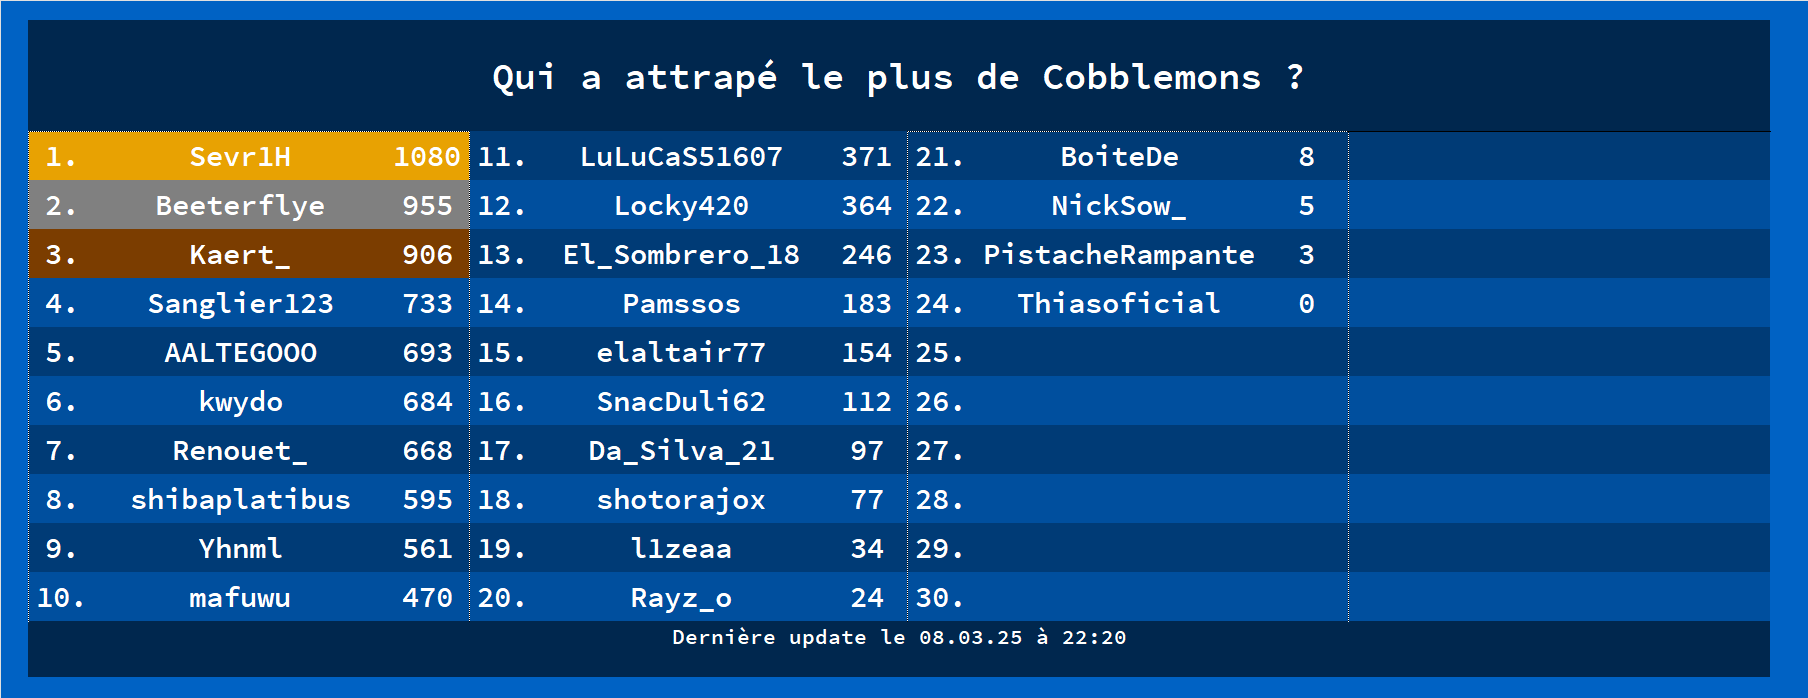 Qui a attrapé le plus de Cobblemons ?
1. Sevr1H 1080
2. Beeterflye 955
3. Kaert_ 906
4. Sanglier123 733
5. AALTEGOOO 693
6. kwydo 684
7. Renouet_ 668
8. shibaplatibus 595
9. Yhnml 561
10. mafuwu 470
11. LuLuCaS51607 371
12. Locky420 364
13. El_Sombrero_18 246
14. Pamssos 183
15. elaltair77 154
16. SnacDuli62 112
17. Da_Silva_21 97
18. shotorajox 77
19. l1zeaa 34
20. Rayz_o 24
21. BoiteDe 8
22. NickSow_ 5
23. PistacheRampante 3
24. Thiasoficial 0
25.
26.
27.
28.
29.
30.
Dernière update le 08.03.25 à 22:20